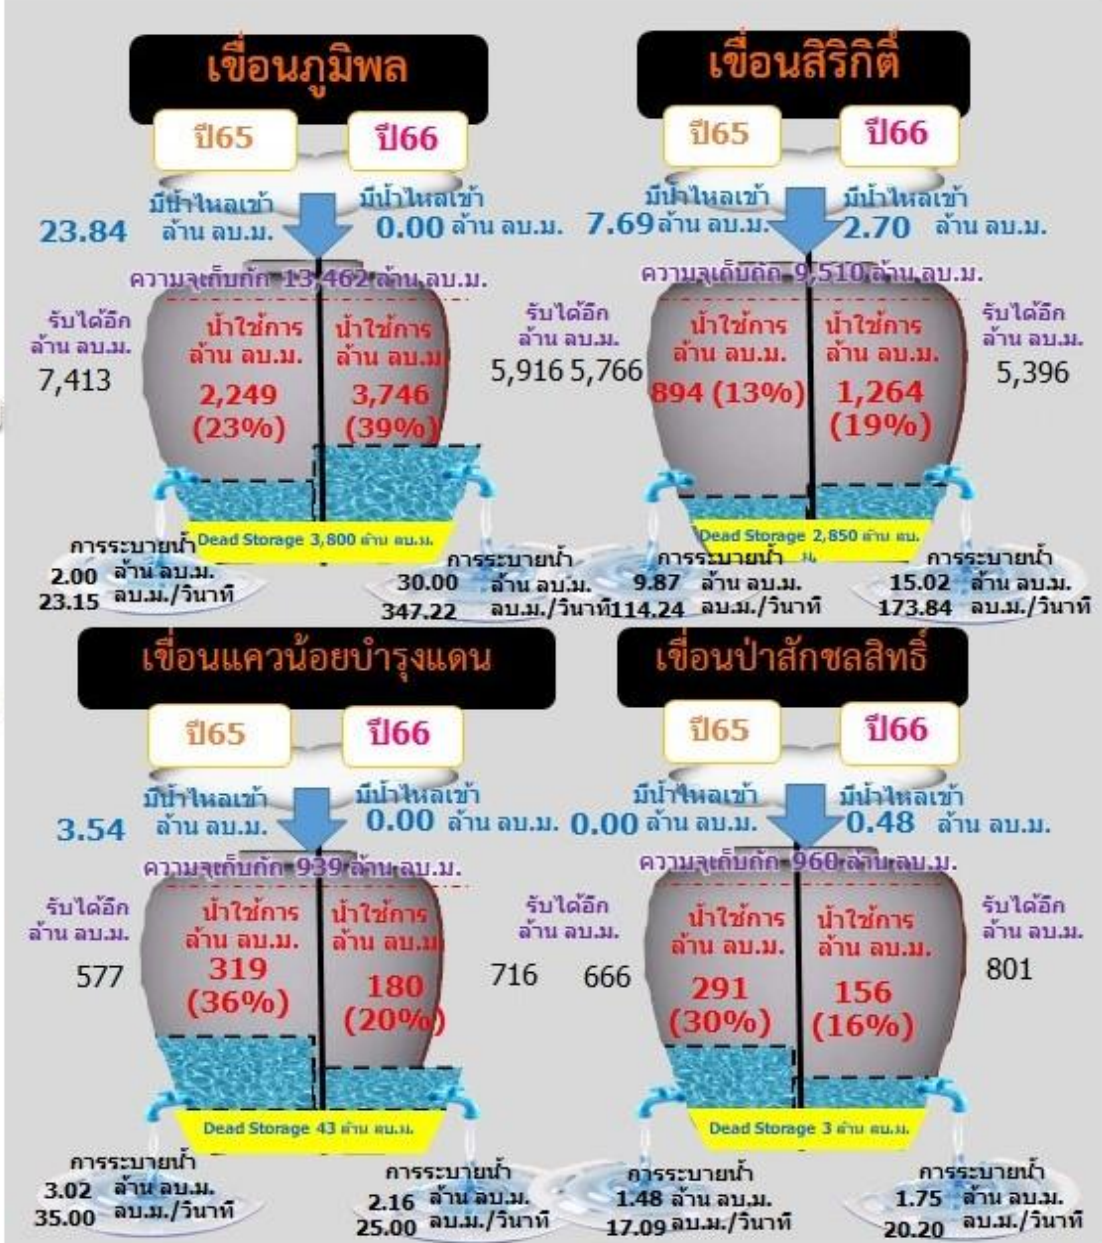 เขื่อนภูมิพล
ปี65 ปี66
มีน้ำไหลเข้า มีน้ำไหลเข้า
23.84 ล้าน ลบ.ม. 0.00 ล้าน ลบ.ม.
ความจุเก็บกัก 13,462 ล้าน ลบ.ม.
รับได้อีก
ล้าน ลบ.ม.
7,413
น้ำใช้การ น้ำใช้การ
ล้าน ลบ.ม. ล้าน ลบ.ม
2,249 3,746
(23%) (39%)
รับได้อีก
ล้าน ลบ.ม.
5,916 5,766
Dead Storage 3,800 ล้าน ลบ.ม.
การระบายน้ำ การระบายน้ำ
2.00 ล้าน ลบ.ม. 30.00 ล้าน ลบ.ม.
23.15 ลบ.ม./วินาที 347.22 ลบ.ม./วินาที
เขื่อนสิริกิติ์
ปี65 ปี66
มีน้ำไหลเข้า มีน้ำไหลเข้า
7.69 ล้าน ลบ.ม. 2.70 ล้าน ลบ.ม.
ความจุเก็บกัก 9,510 ล้าน ลบ.ม.
น้ำใช้การ น้ำใช้การ
ล้าน ลบ.ม. ล้าน ลบ.ม.
894 (13%) 1,264
(19%)
รับได้อีก
ล้าน ลบ.ม.
5,396
Dead Storage 2,850 ล้าน ลบ.
ม.
การระบายน้ำ การระบายน้ำ
9.87 ล้าน ลบ.ม. 15.02 ล้าน ลบ.ม.
114.24 ลบ.ม./วินาที 173.84 ลบ.ม./วินาที
เขื่อนแควน้อยบำรุงแดน
ปี65 ปี66
มีน้ำไหลเข้า มีน้ำไหลเข้า
3.54 ล้าน ลบ.ม. 0.00 ล้าน ลบ.ม.
ความจุเก็บกัก 939 ล้าน ลบ.ม.
รับได้อีก
ล้าน ลบ.ม.
577
น้ำใช้การ น้ำใช้การ
ล้าน ลบ.ม. ล้าน ลบ.ม
319 180
(36%) (20%)
รับได้อีก
ล้าน ลบ.ม.
716 666
Dead Storage 43 ล้าน ลบ.ม.
การระบายน้ำ การระบายน้ำ
3.02 ล้าน ลบ.ม. 2.16 ล้าน ลบ.ม.
35.00 ลบ.ม./วินาที 25.00 ลบ.ม./วินาที
เขื่อนป่าสักชลสิทธิ์
ปี65 ปี66
มีน้ำไหลเข้า มีน้ำไหลเข้า
0.00 ล้าน ลบ.ม. 0.48 ล้าน ลบ.ม.
ความจุเก็บกัก 960 ล้าน ลบ.ม.
น้ำใช้การ น้ำใช้การ
ล้าน ลบ.ม. ล้าน ลบ.ม.
291 156
(30%) (16%)
รับได้อีก
ล้าน ลบ.ม.
801
Dead Storage 3 ล้าน ลบ.ม.
การระบายน้ำ การระบายน้ำ
1.48 ล้าน ลบ.ม. 1.75 ล้าน ลบ.ม.
17.09 ลบ.ม./วินาที 20.20 ลบ.ม./วินาที